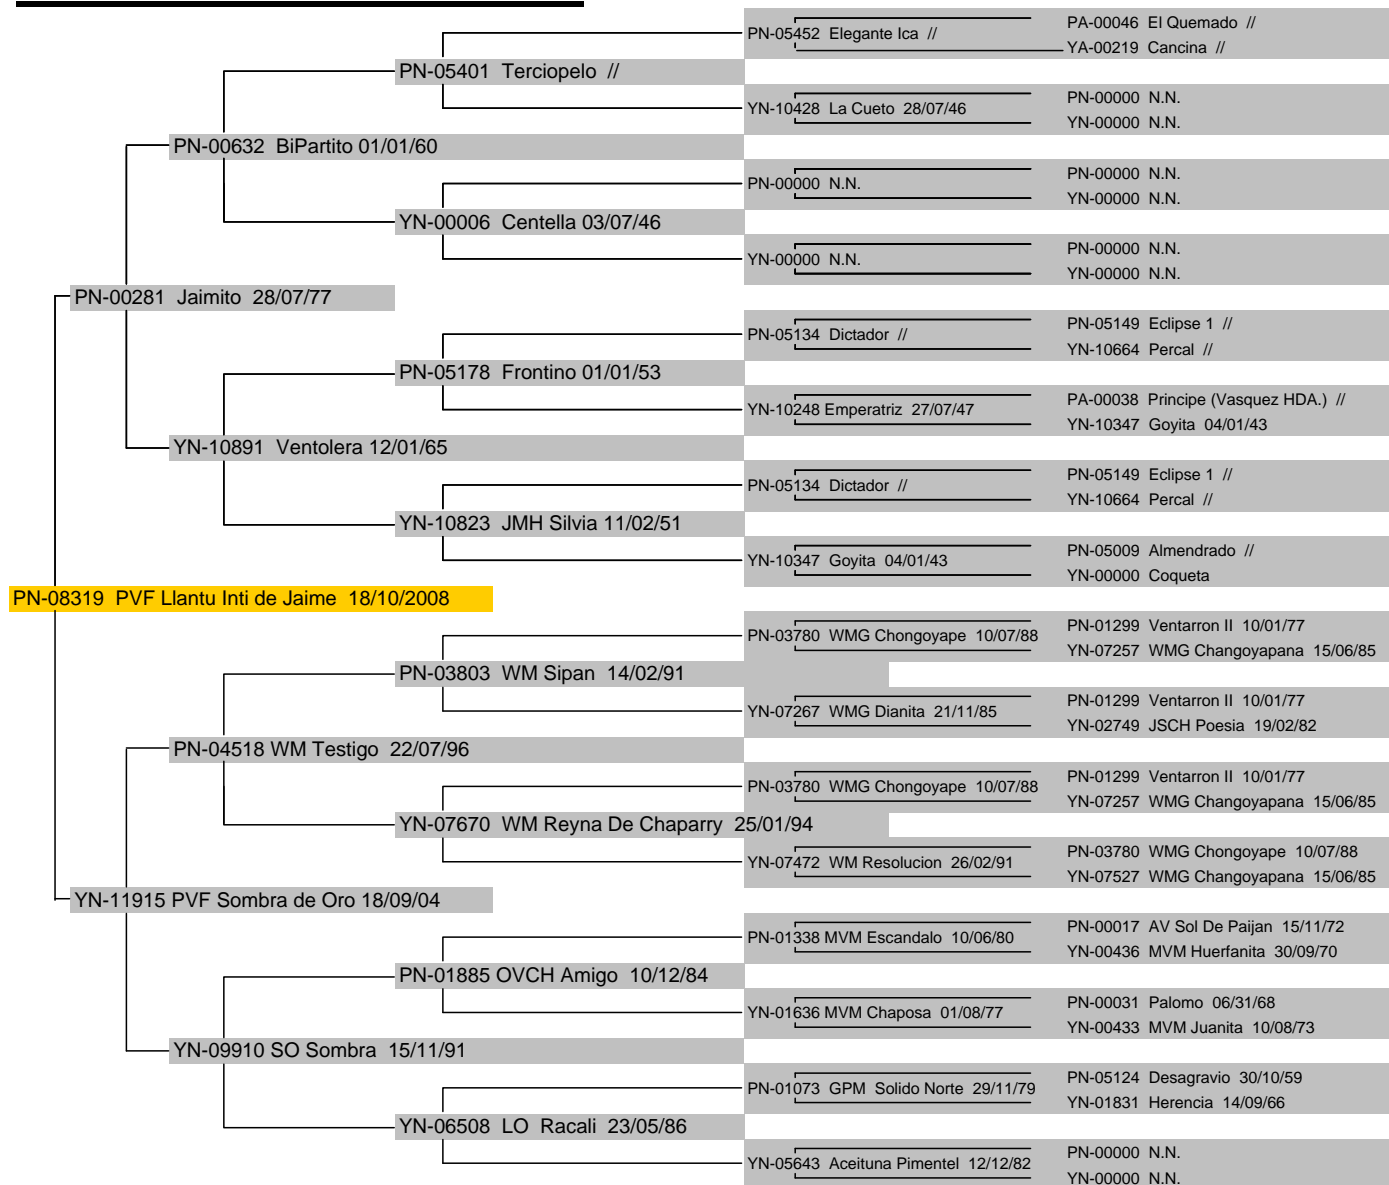 PA-00046 El Quemado //
PN-05452 Elegante Ica //
YA-00219 Cancina //
PN-05401 Terciopelo //
PN-00000 N.N.
YN-10428 La Cueto 28/07/46
YN-00000 N.N.
PN-00632 BiPartito 01/01/60
PN-00000 N.N.
PN-00000 N.N.
YN-00000 N.N.
YN-00006 Centella 03/07/46
PN-00000 N.N.
YN-00000 N.N.
YN-00000 N.N.
PN-00281 Jaimito 28/07/77
PN-05149 Eclipse 1 //
PN-05134 Dictador //
YN-10664 Percal //
PN-05178 Frontino 01/01/53
PA-00038 Principe (Vasquez HDA.) //
YN-10248 Emperatriz 27/07/47
YN-10347 Goyita 04/01/43
YN-10891 Ventolera 12/01/65
PN-05149 Eclipse 1 //
PN-05134 Dictador //
YN-10664 Percal //
YN-10823 JMH Silvia 11/02/51
PN-05009 Almendrado //
YN-10347 Goyita 04/01/43
YN-00000 Coqueta
PN-08319 PVF Llantu Inti de Jaime 18/10/2008
PN-01299 Ventarron II 10/01/77
PN-03780 WMG Chongoyape 10/07/88
YN-07257 WMG Changoyapana 15/06/85
PN-03803 WM Sipan 14/02/91
PN-01299 Ventarron II 10/01/77
YN-07267 WMG Dianita 21/11/85
YN-02749 JSCH Poesia 19/02/82
PN-04518 WM Testigo 22/07/96
PN-01299 Ventarron II 10/01/77
PN-03780 WMG Chongoyape 10/07/88
YN-07257 WMG Changoyapana 15/06/85
YN-07670 WM Reyna De Chaparry 25/01/94
PN-03780 WMG Chongoyape 10/07/88
YN-07472 WM Resolucion 26/02/91
YN-07527 WMG Changoyapana 15/06/85
YN-11915 PVF Sombra de Oro 18/09/04
PN-00017 AV Sol De Paijan 15/11/72
PN-01338 MVM Escandalo 10/06/80
YN-00436 MVM Huerfanita 30/09/70
PN-01885 OVCH Amigo 10/12/84
PN-00031 Palomo 06/31/68
YN-01636 MVM Chaposa 01/08/77
YN-00433 MVM Juanita 10/08/73
YN-09910 SO Sombra 15/11/91
PN-05124 Desagravio 30/10/59
PN-01073 GPM Solido Norte 29/11/79
YN-01831 Herencia 14/09/66
YN-06508 LO Racali 23/05/86
PN-00000 N.N.
YN-05643 Aceituna Pimentel 12/12/82
YN-00000 N.N.